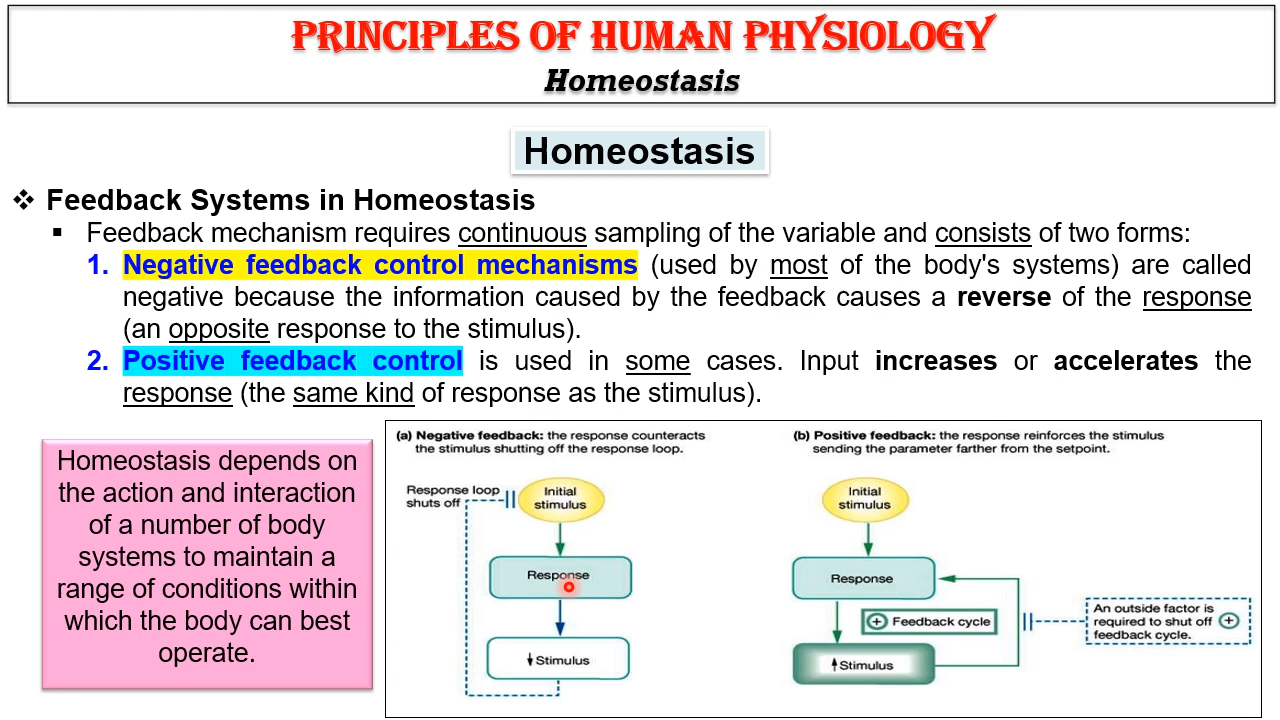 PRINCIPLES OF HUMAN PHYSIOLOGY
Homeostasis
Homeostasis
❖ Feedback Systems in Homeostasis
▪ Feedback mechanism requires continuous sampling of the variable and consists of two forms:
1. Negative feedback control mechanisms (used by most of the body's systems) are called
negative because the information caused by the feedback causes a reverse of the response
(an opposite response to the stimulus).
2. Positive feedback control is used in some cases. Input increases or accelerates the
response (the same kind of response as the stimulus).
Homeostasis depends on
the action and interaction
of a number of body
systems to maintain a
range of conditions within
which the body can best
operate.
(a) Negative feedback: the response counteracts
the stimulus shutting off the response loop.
Response loop
shuts off
Initial
stimulus
Response
↓ Stimulus
(b) Positive feedback: the response reinforces the stimulus
sending the parameter farther from the setpoint.
Initial
stimulus
Response
+ Feedback cycle
↑ Stimulus
An outside factor is
required to shut off +
feedback cycle.